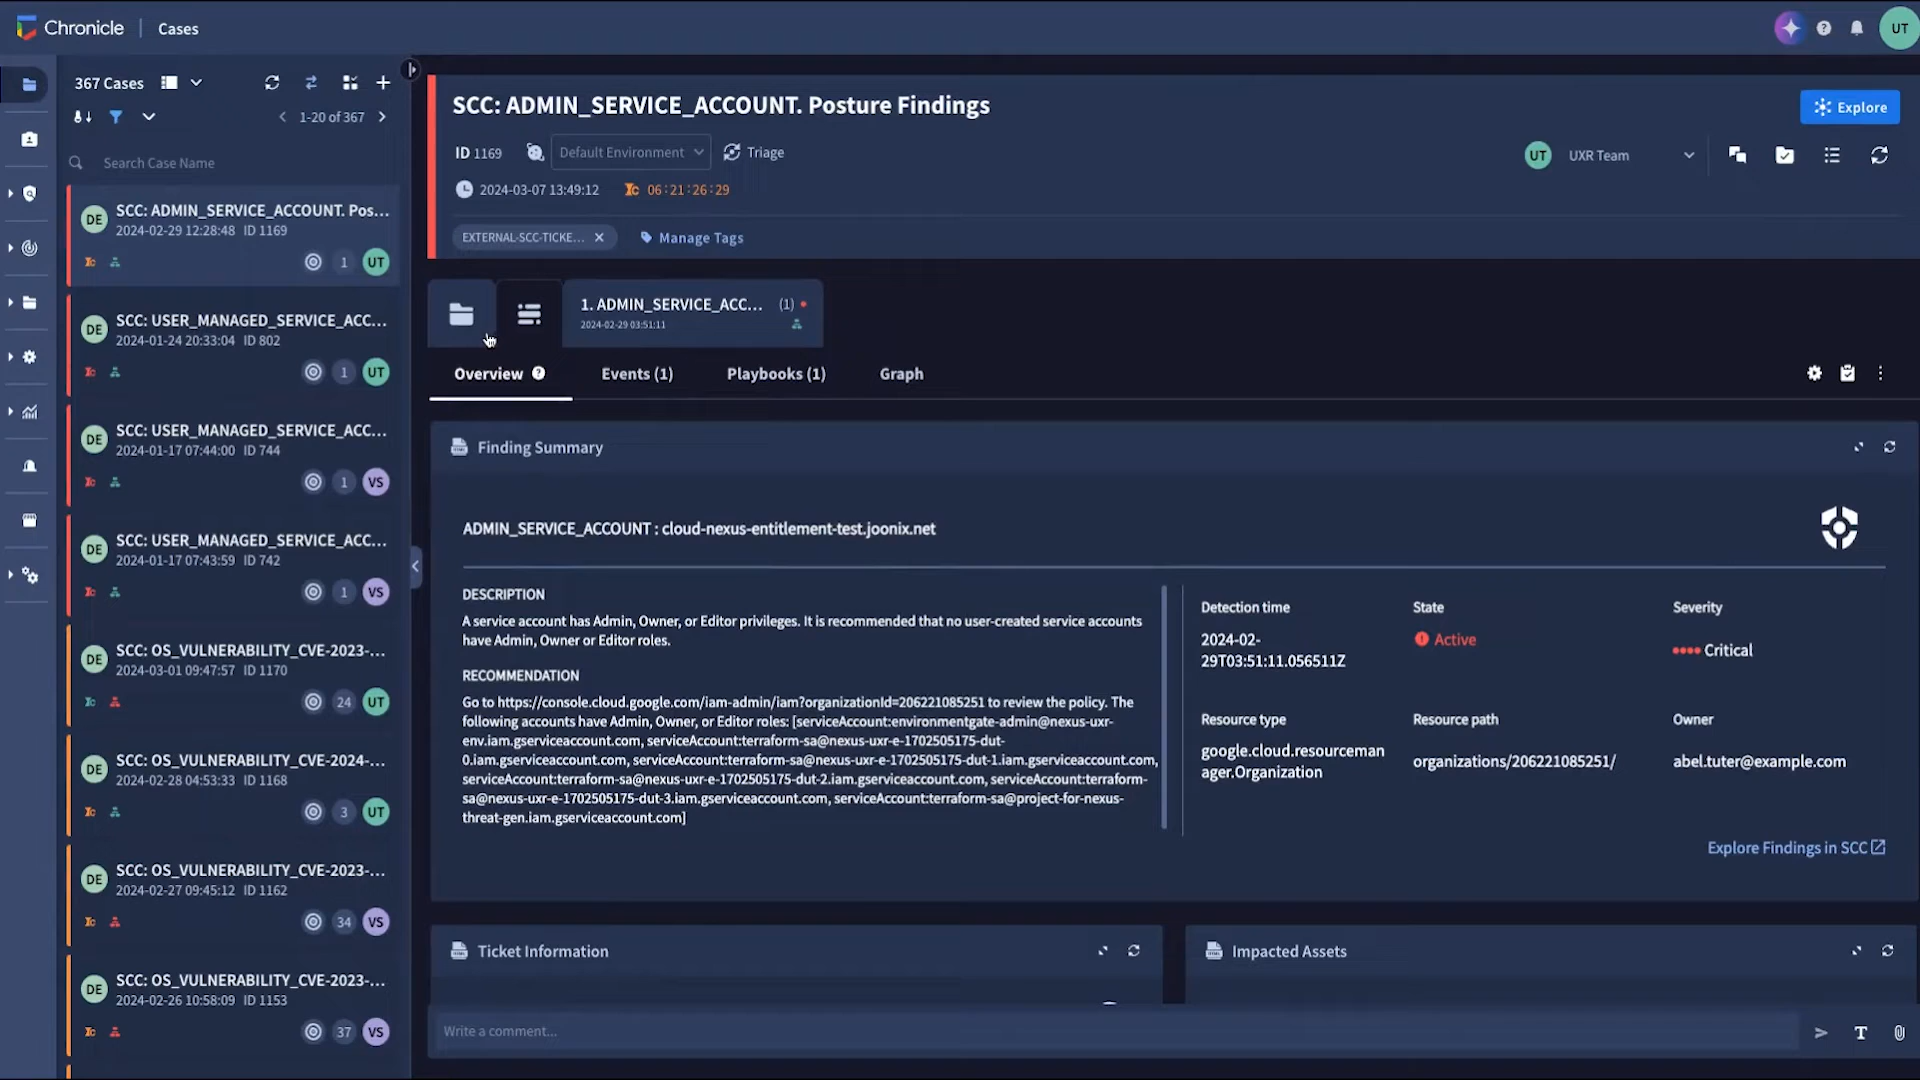 Chronicle
Cases
UT
367 Cases
1-20 of 367
Search Case Name
DE
SCC: ADMIN_SERVICE_ACCOUNT. Pos...
2024-02-29 12:28:48 ID 1169
1
UT
DE
SCC: USER_MANAGED_SERVICE_ACC...
2024-01-24 20:33:04 ID 802
1
UT
DE
SCC: USER_MANAGED_SERVICE_ACC...
2024-01-17 07:44:00 ID 744
1
VS
DE
SCC: USER_MANAGED_SERVICE_ACC...
2024-01-17 07:43:59 ID 742
1
VS
DE
SCC: OS_VULNERABILITY_CVE-2023-...
2024-03-01 09:47:57 ID 1170
24
UT
DE
SCC: OS_VULNERABILITY_CVE-2024-...
2024-02-28 04:53:33 ID 1168
3
UT
DE
SCC: OS_VULNERABILITY_CVE-2023-...
2024-02-27 09:45:12 ID 1162
34
VS
DE
SCC: OS_VULNERABILITY_CVE-2023-...
2024-02-26 10:58:09 ID 1153
37
VS
SCC: ADMIN_SERVICE_ACCOUNT. Posture Findings
Explore
ID 1169
Default Environment
Triage
UT
UXR Team
2024-03-07 13:49:12
06:21:26:29
EXTERNAL-SCC-TICKE...
Manage Tags
1. ADMIN_SERVICE_ACC... (1)
2024-02-29 03:51:11
Overview
Events (1)
Playbooks (1)
Graph
Finding Summary
ADMIN_SERVICE_ACCOUNT : cloud-nexus-entitlement-test.joonix.net
DESCRIPTION
A service account has Admin, Owner, or Editor privileges. It is recommended that no user-created service accounts
have Admin, Owner or Editor roles.
RECOMMENDATION
Go to https://console.cloud.google.com/iam-admin/iam?organizationId=206221085251 to review the policy. The
following accounts have Admin, Owner, or Editor roles: [serviceAccount:environmentgate-admin@nexus-uxr-
env.iam.gserviceaccount.com, serviceAccount:terraform-sa@nexus-uxr-e-1702505175-dut-
0.iam.gserviceaccount.com, serviceAccount:terraform-sa@nexus-uxr-e-1702505175-dut-1.iam.gserviceaccount.com,
serviceAccount:terraform-sa@nexus-uxr-e-1702505175-dut-2.iam.gserviceaccount.com, serviceAccount:terraform-
sa@nexus-uxr-e-1702505175-dut-3.iam.gserviceaccount.com, serviceAccount:terraform-sa@project-for-nexus-
threat-gen.iam.gserviceaccount.com]
Detection time
2024-02-
29T03:51:11.056511Z
State
Active
Severity
Critical
Resource type
google.cloud.resourceman
ager.Organization
Resource path
organizations/206221085251/
Owner
abel.tuter@example.com
Explore Findings in SCC
Ticket Information
Impacted Assets
Write a comment...
T